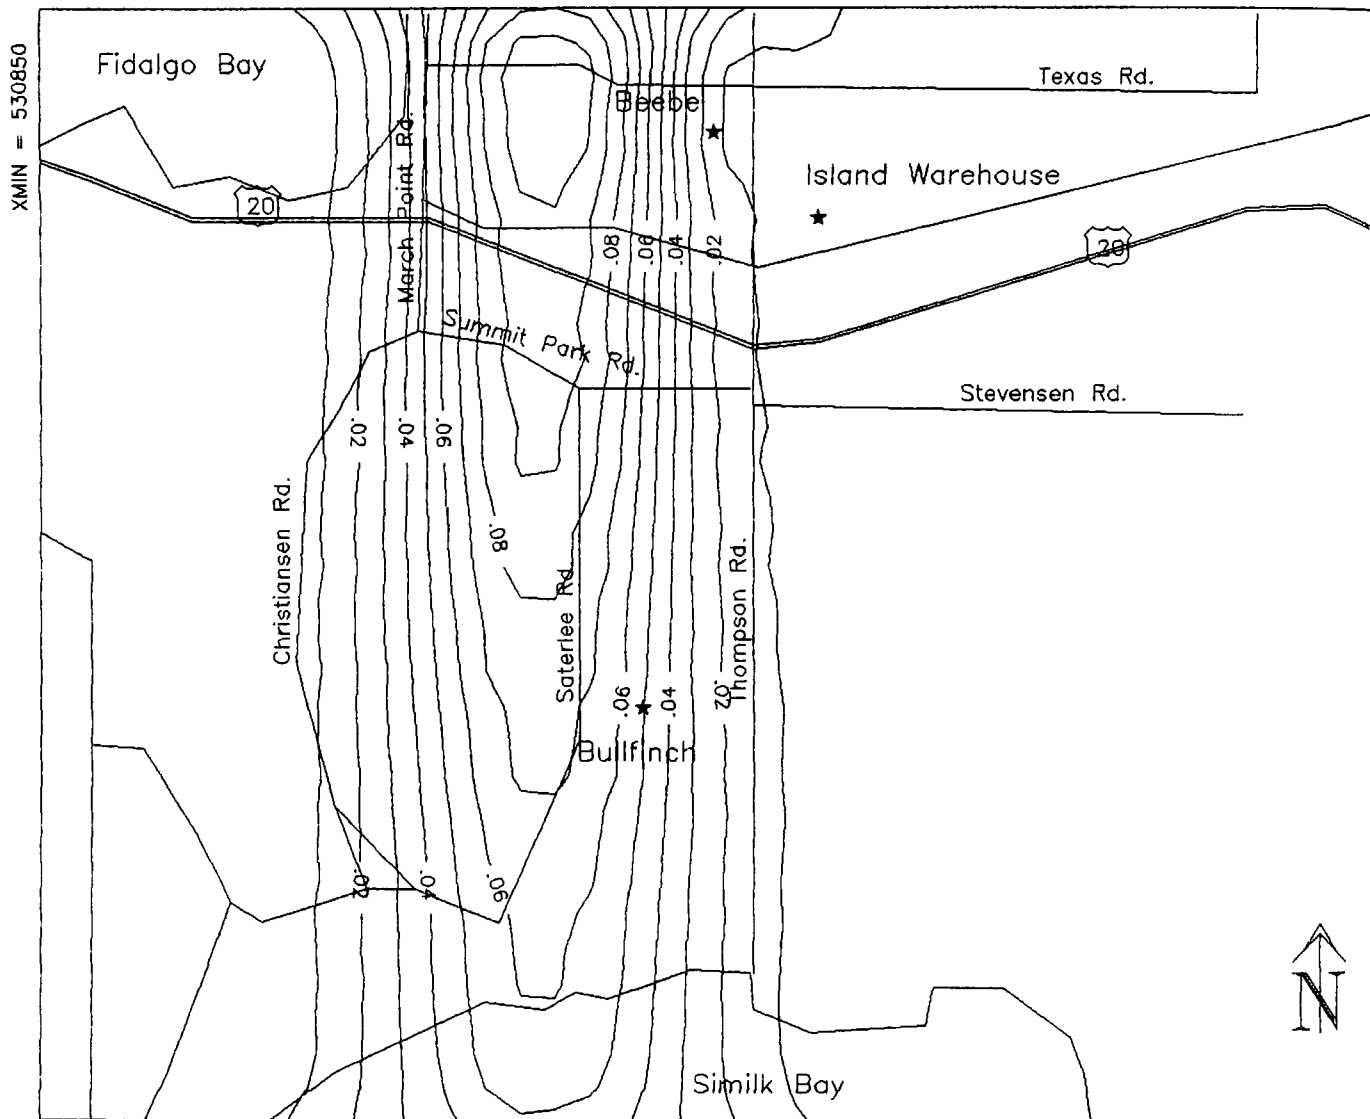 XMIN = 530850
Fidalgo Bay
Texas Rd.
Beebe
March Point Rd.
Island Warehouse
20
20
.08
.06
.04
.02
Summit Park Rd.
Stevensen Rd.
.02
.04
.06
Christiansen Rd.
.08
Saterlee Rd.
Thompson Rd.
.06
.04
.02
Bullfinch
.02
.04
.06
N
Similk Bay